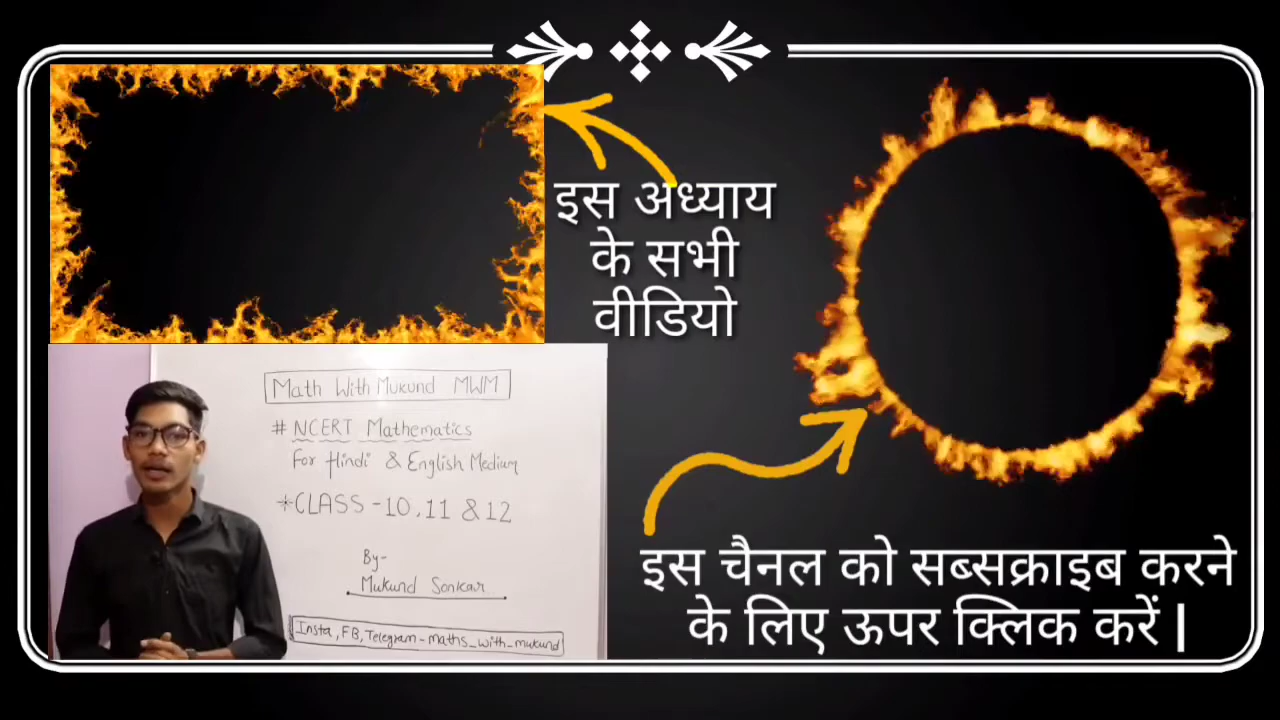 इस अध्याय
के सभी
वीडियो
Math With Mukund MWM
# NCERT Mathematics
For Hindi & English Medium
*CLASS - 10, 11 & 12
By-
Mukund Sonkar
Insta, FB, Telegram - maths_with_mukund
इस चैनल को सब्सक्राइब करने
के लिए ऊपर क्लिक करें |